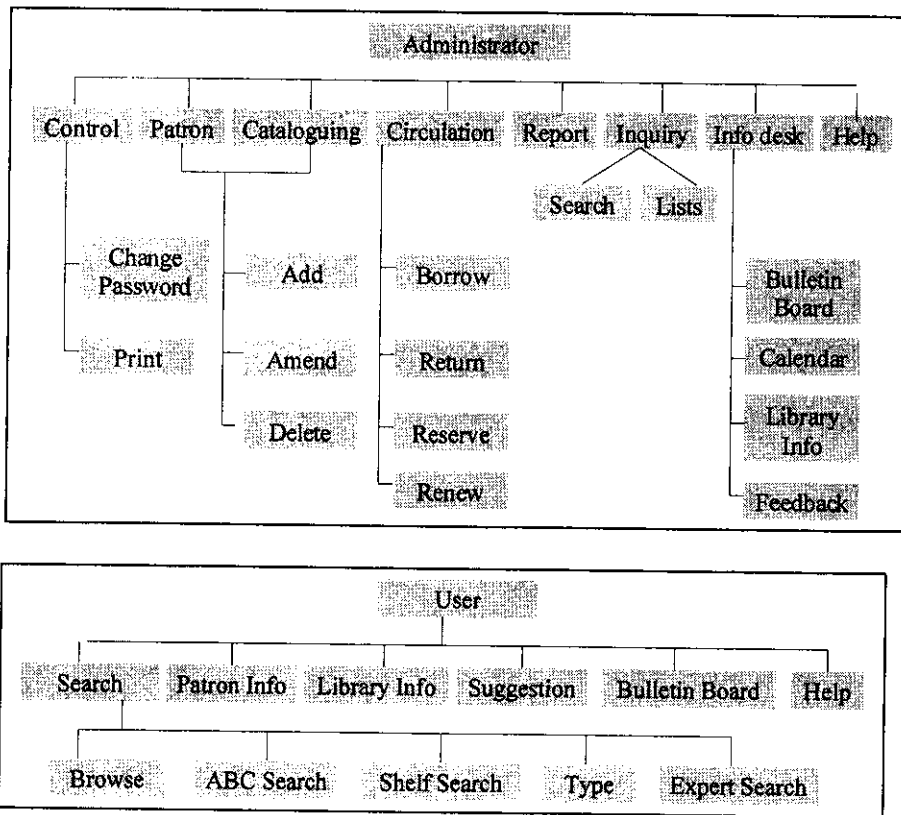 Administrator
Control Patron Cataloguing Circulation Report Inquiry Info desk Help
Search Lists
Change
Password
Add
Borrow
Bulletin
Board
Print
Amend
Return
Calendar
Delete
Reserve
Library
Info
Renew
Feedback
User
Search Patron Info Library Info Suggestion Bulletin Board Help
Browse ABC Search Shelf Search Type Expert Search